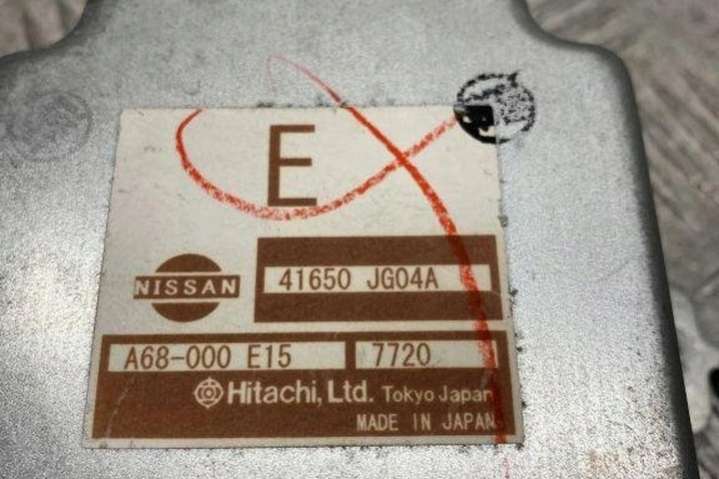 E
NISSAN
41650 JG04A
A68-000 E15 7720
Hitachi, Ltd. Tokyo Japan
MADE IN JAPAN